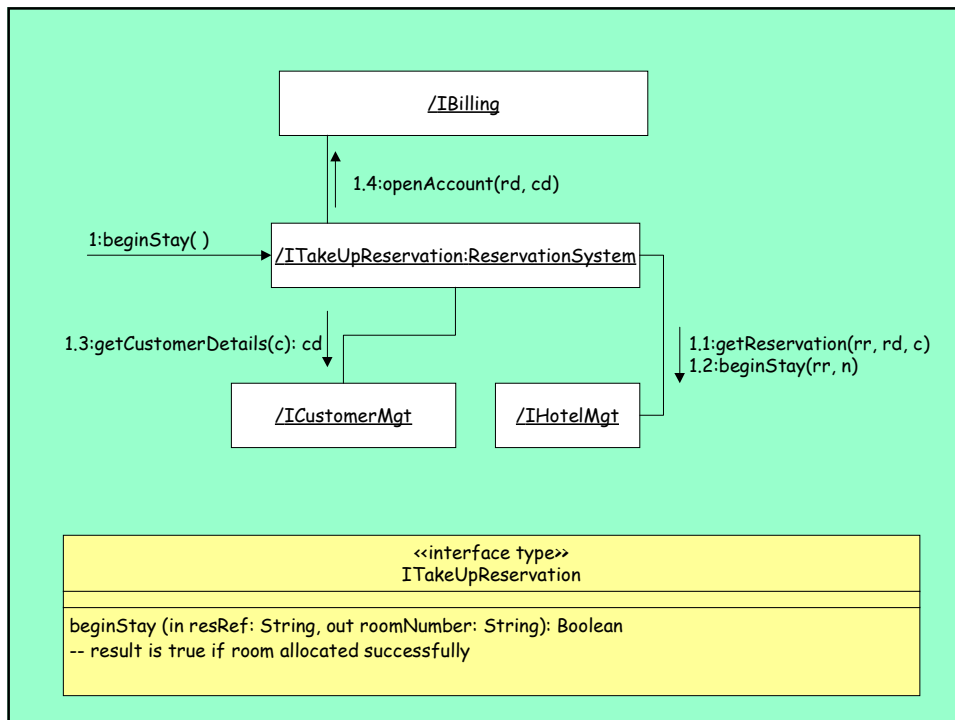 /IBilling
1.4:openAccount(rd, cd)
1:beginStay( )
/ITakeUpReservation:ReservationSystem
1.3:getCustomerDetails(c): cd
1.1:getReservation(rr, rd, c)
1.2:beginStay(rr, n)
/ICustomerMgt
/IHotelMgt
«interface type»
ITakeUpReservation
beginStay (in resRef: String, out roomNumber: String): Boolean
-- result is true if room allocated successfully